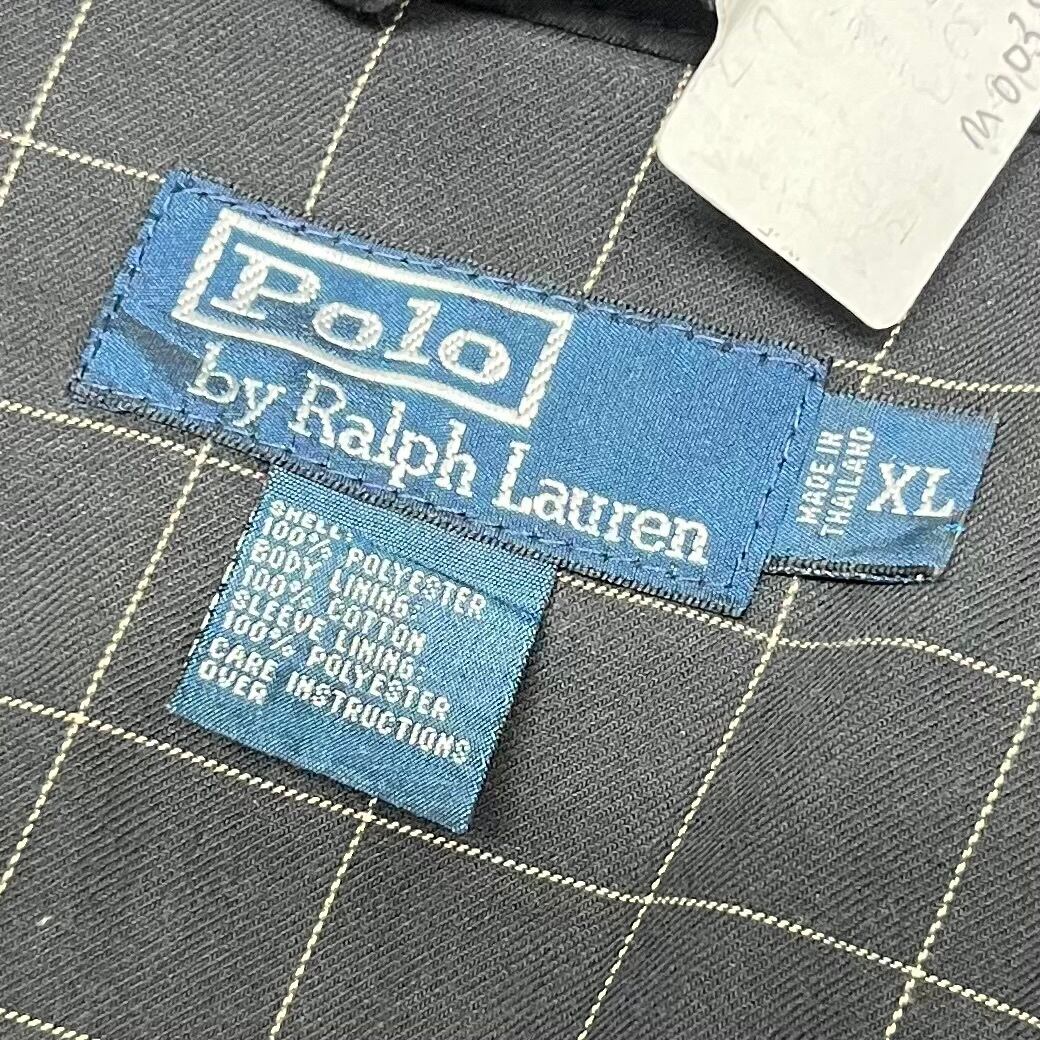 Polo
by Ralph Lauren
MADE IN
THAILAND
XL
SHELL:
100% POLYESTER
BODY LINING:
100% COTTON
SLEEVE LINING:
100% POLYESTER
CARE INSTRUCTIONS
OVER